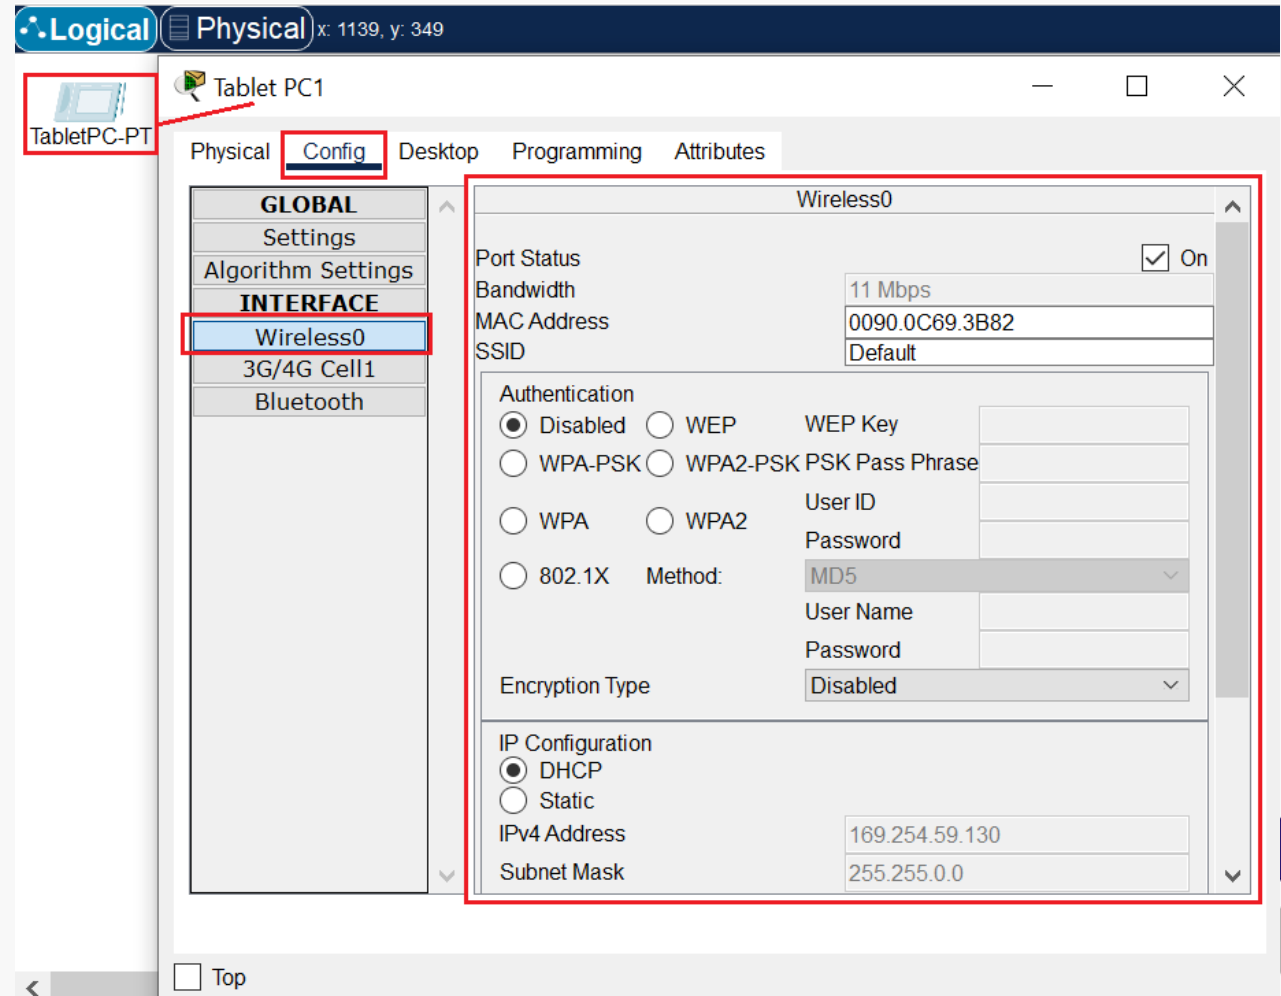 Logical Physical x: 1139, y: 349
TabletPC-PT
Tablet PC1
Physical Config Desktop Programming Attributes
GLOBAL
Settings
Algorithm Settings
INTERFACE
Wireless0
3G/4G Cell1
Bluetooth
Wireless0
Port Status On
Bandwidth 11 Mbps
MAC Address 0090.0C69.3B82
SSID Default
Authentication
Disabled WEP WEP Key
WPA-PSK WPA2-PSK PSK Pass Phrase
User ID
WPA WPA2
Password
802.1X Method: MD5
User Name
Password
Encryption Type Disabled
IP Configuration
DHCP
Static
IPv4 Address 169.254.59.130
Subnet Mask 255.255.0.0
Top